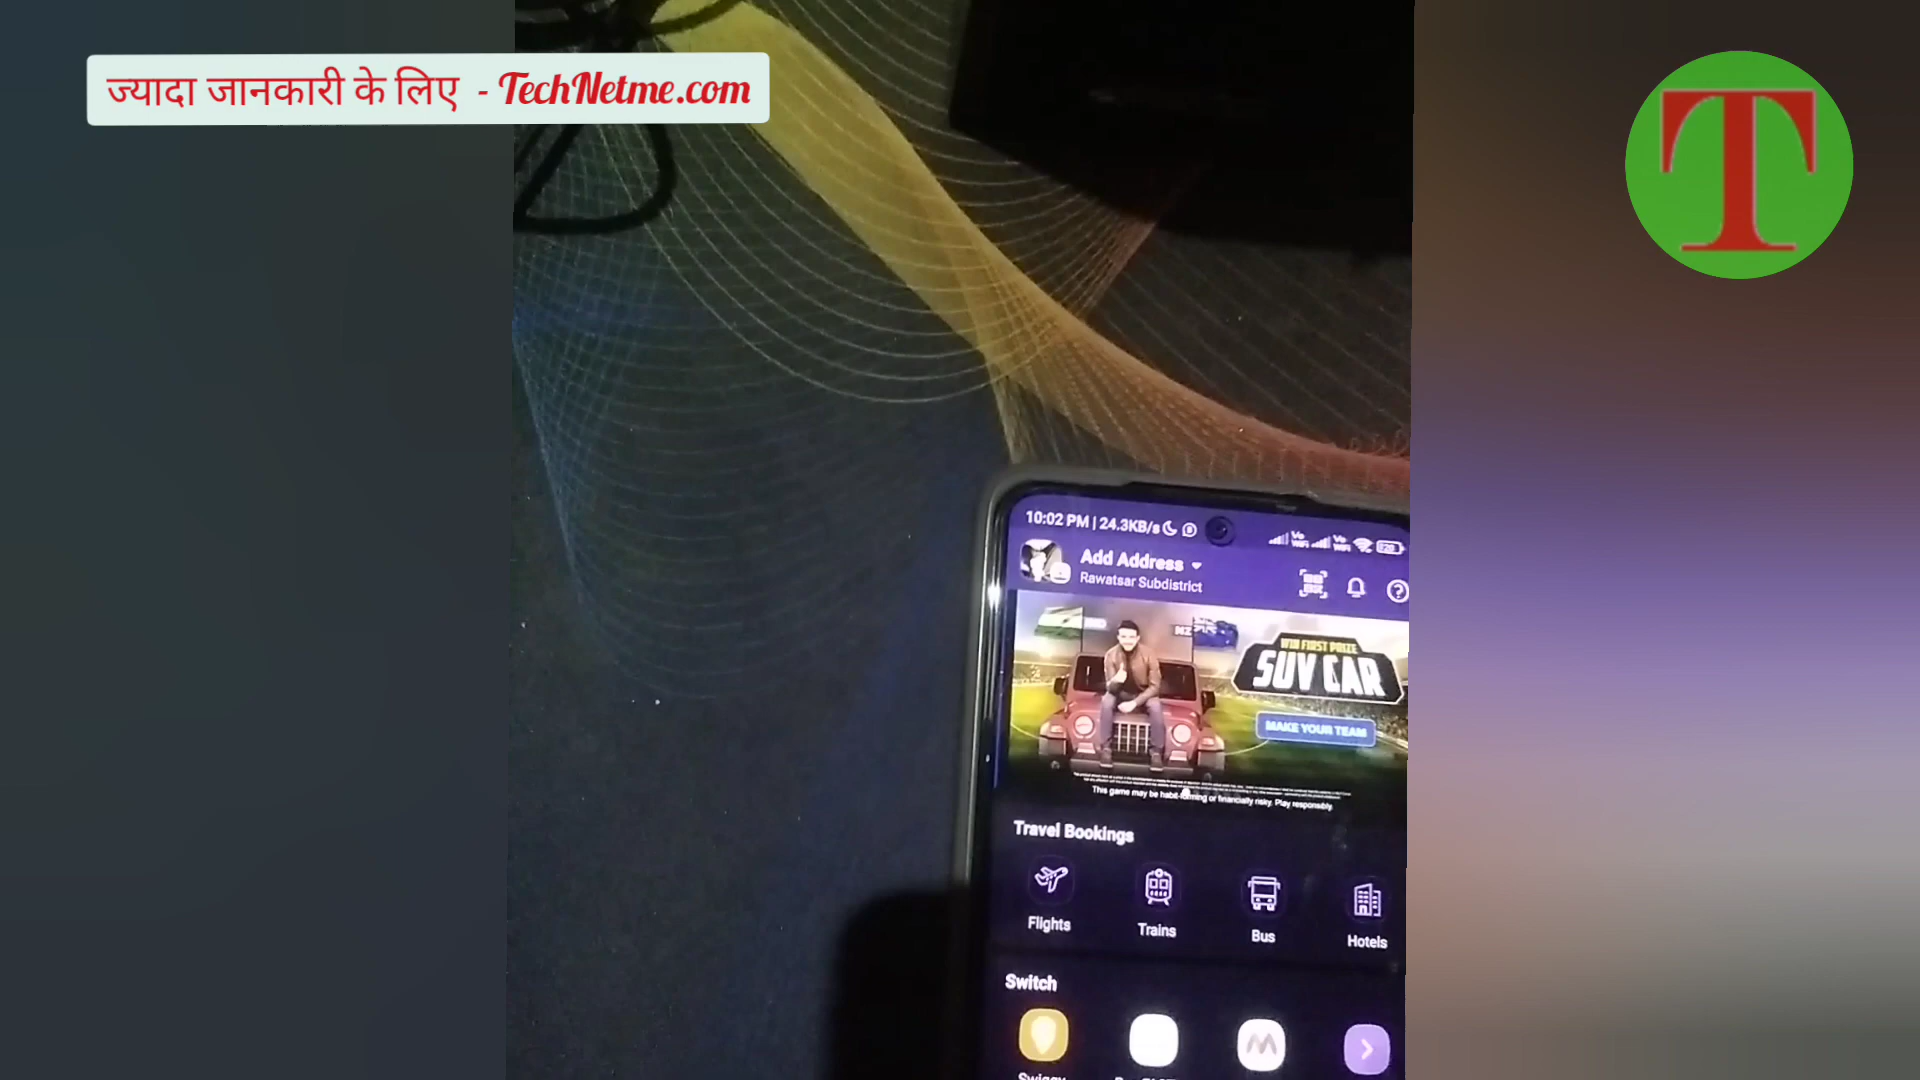 ज्यादा जानकारी के लिए - TechNetme.com
T
10:02 PM | 24.3KB/s
Add Address
Rawatsar Subdistrict
IND
NZ
WIN FIRST PRIZE
SUV CAR
MAKE YOUR TEAM
This game may be habit-forming or financially risky. Play responsibly.
Travel Bookings
Flights
Trains
Bus
Hotels
Switch
Swiggy